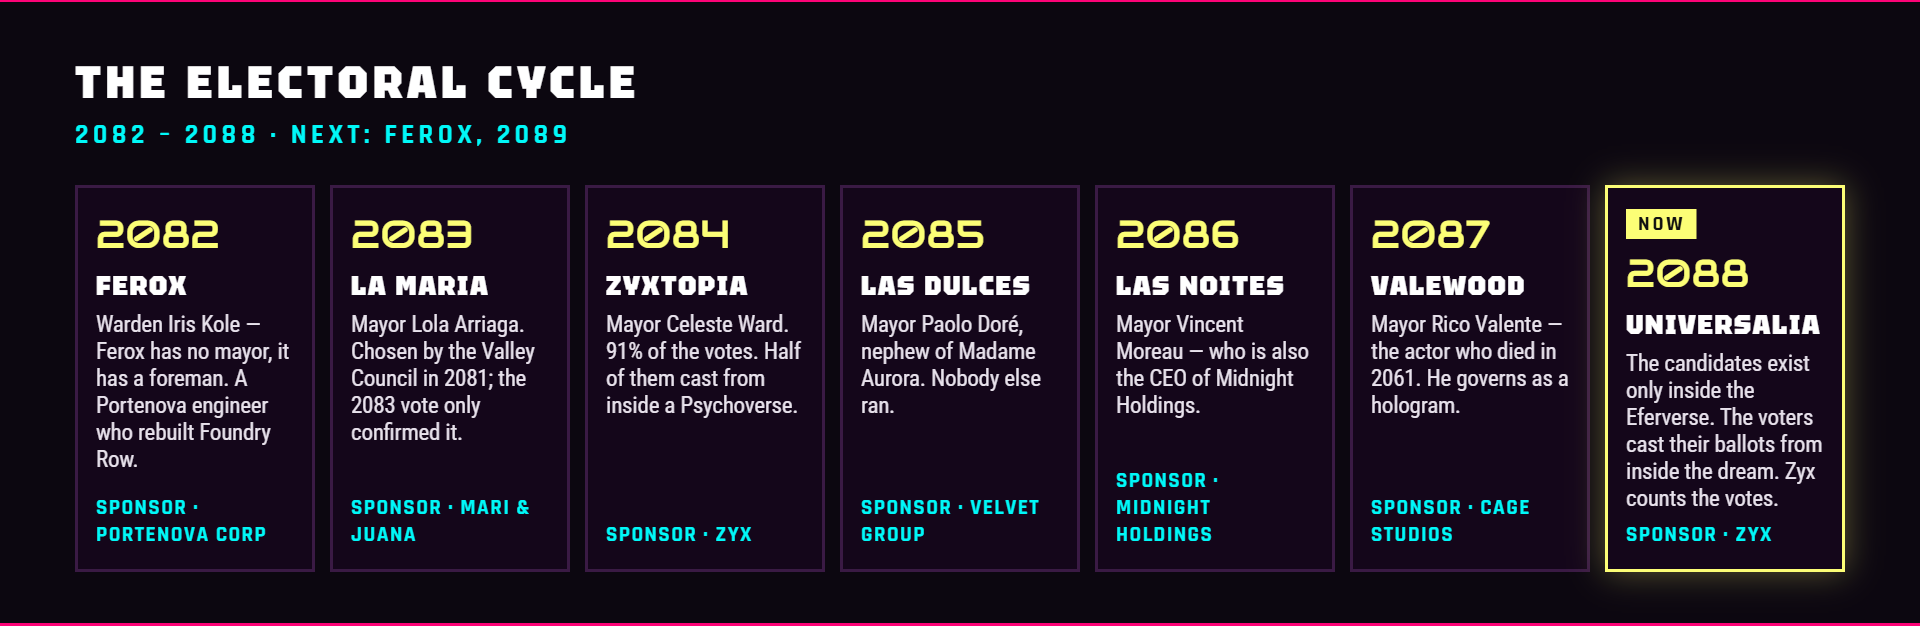 THE ELECTORAL CYCLE
2082 – 2088 · NEXT: FEROX, 2089
2082
FEROX
Warden Iris Kole —
Ferox has no mayor, it
has a foreman. A
Portenova engineer
who rebuilt Foundry
Row.
SPONSOR ·
PORTENOVA CORP
2083
LA MARIA
Mayor Lola Arriaga.
Chosen by the Valley
Council in 2081; the
2083 vote only
confirmed it.
SPONSOR · MARI &
JUANA
2084
ZYXTOPIA
Mayor Celeste Ward.
91% of the votes. Half
of them cast from
inside a Psychoverse.
SPONSOR · ZYX
2085
LAS DULCES
Mayor Paolo Doré,
nephew of Madame
Aurora. Nobody else
ran.
SPONSOR · VELVET
GROUP
2086
LAS NOITES
Mayor Vincent
Moreau — who is also
the CEO of Midnight
Holdings.
SPONSOR ·
MIDNIGHT
HOLDINGS
2087
VALEWOOD
Mayor Rico Valente —
the actor who died in
2061. He governs as a
hologram.
SPONSOR · CAGE
STUDIOS
NOW
2088
UNIVERSALIA
The candidates exist
only inside the
Eferverse. The voters
cast their ballots from
inside the dream. Zyx
counts the votes.
SPONSOR · ZYX